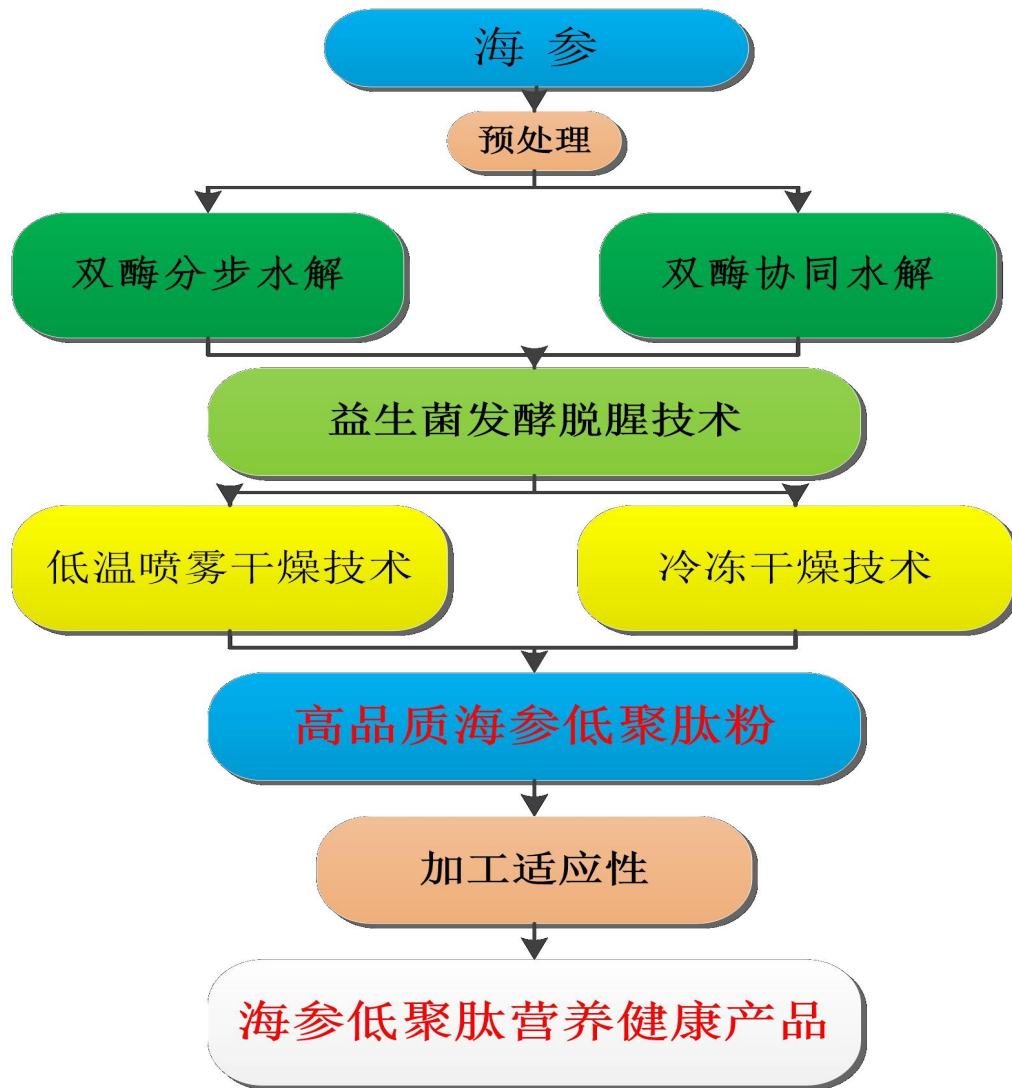 海 参
预处理
双酶分步水解
双酶协同水解
益生菌发酵脱腥技术
低温喷雾干燥技术
冷冻干燥技术
高品质海参低聚肽粉
加工适应性
海参低聚肽营养健康产品